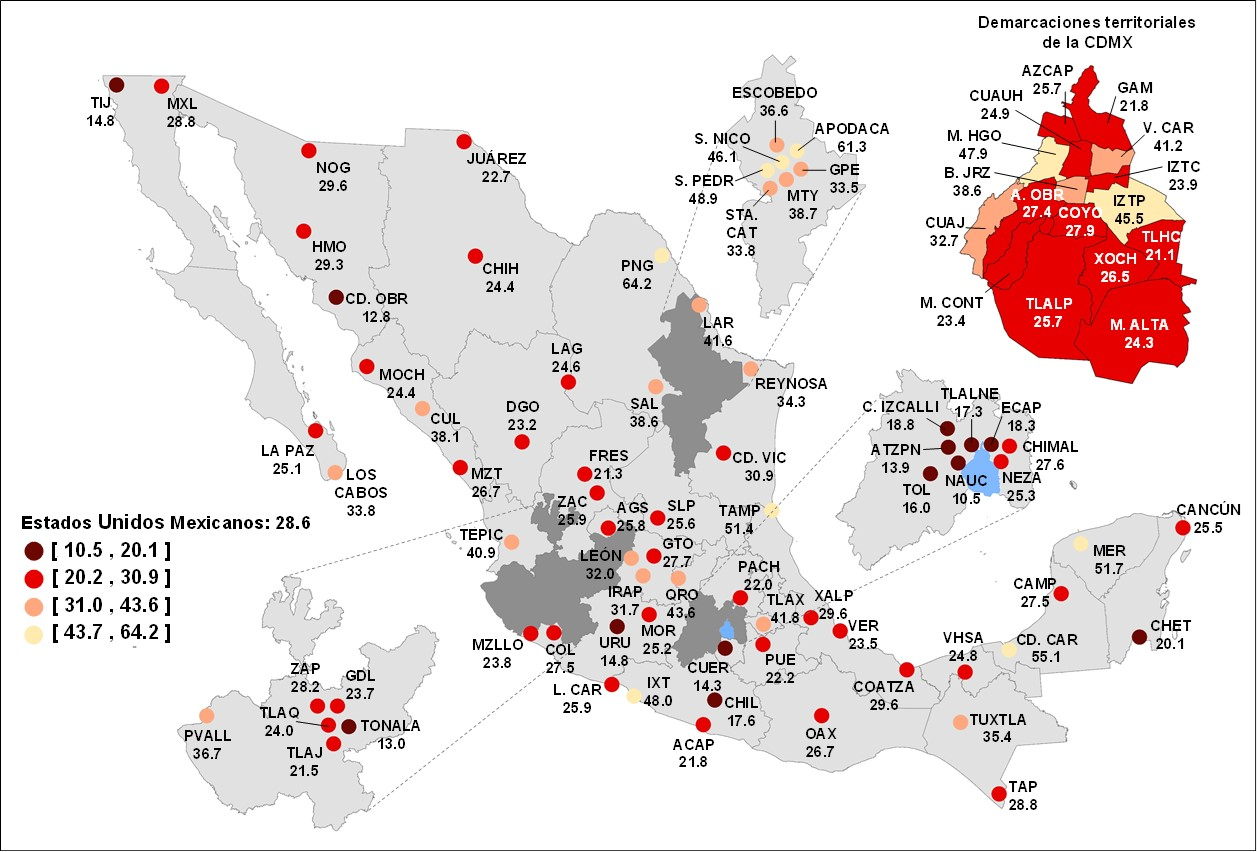 Demarcaciones territoriales
de la CDMX
AZCAP
25.7
GAM
21.8
CUAUH
24.9
M. HGO
47.9
V. CAR
41.2
B. JRZ
38.6
IZTC
23.9
A. OBR
27.4
COYO
27.9
IZTP
45.5
CUAJ
32.7
TLHC
21.1
XOCH
26.5
M. CONT
23.4
TLALP
25.7
M. ALTA
24.3
ESCOBEDO
36.6
S. NICO
46.1
APODACA
61.3
S. PEDR
48.9
GPE
33.5
MTY
38.7
STA.
CAT
33.8
TIJ
14.8
MXL
28.8
NOG
29.6
JUÁREZ
22.7
HMO
29.3
CHIH
24.4
PNG
64.2
CD. OBR
12.8
LAR
41.6
LAG
24.6
MOCH
24.4
REYNOSA
34.3
SAL
38.6
CUL
38.1
DGO
23.2
LA PAZ
25.1
LOS
CABOS
33.8
MZT
26.7
FRES
21.3
CD. VIC
30.9
ZAC
25.9
AGS
25.8
SLP
25.6
TAMP
51.4
TEPIC
40.9
LEÓN
32.0
GTO
27.7
IRAP
31.7
QRO
43.6
PACH
22.0
TLAX
41.8
XALP
29.6
VER
23.5
MZLLO
23.8
COL
27.5
URU
14.8
MOR
25.2
CUER
14.3
PUE
22.2
L. CAR
25.9
IXT
48.0
CHIL
17.6
ACAP
21.8
OAX
26.7
COATZA
29.6
VHSA
24.8
CD. CAR
55.1
TUXTLA
35.4
TAP
28.8
CAMP
27.5
MER
51.7
CANCÚN
25.5
CHET
20.1
C. IZCALLI
18.8
TLALNE
17.3
ECAP
18.3
ATZPN
13.9
CHIMAL
27.6
TOL
16.0
NAUC
10.5
NEZA
25.3
Estados Unidos Mexicanos: 28.6
[ 10.5 , 20.1 ]
[ 20.2 , 30.9 ]
[ 31.0 , 43.6 ]
[ 43.7 , 64.2 ]
ZAP
28.2
GDL
23.7
TLAQ
24.0
TONALA
13.0
PVALL
36.7
TLAJ
21.5